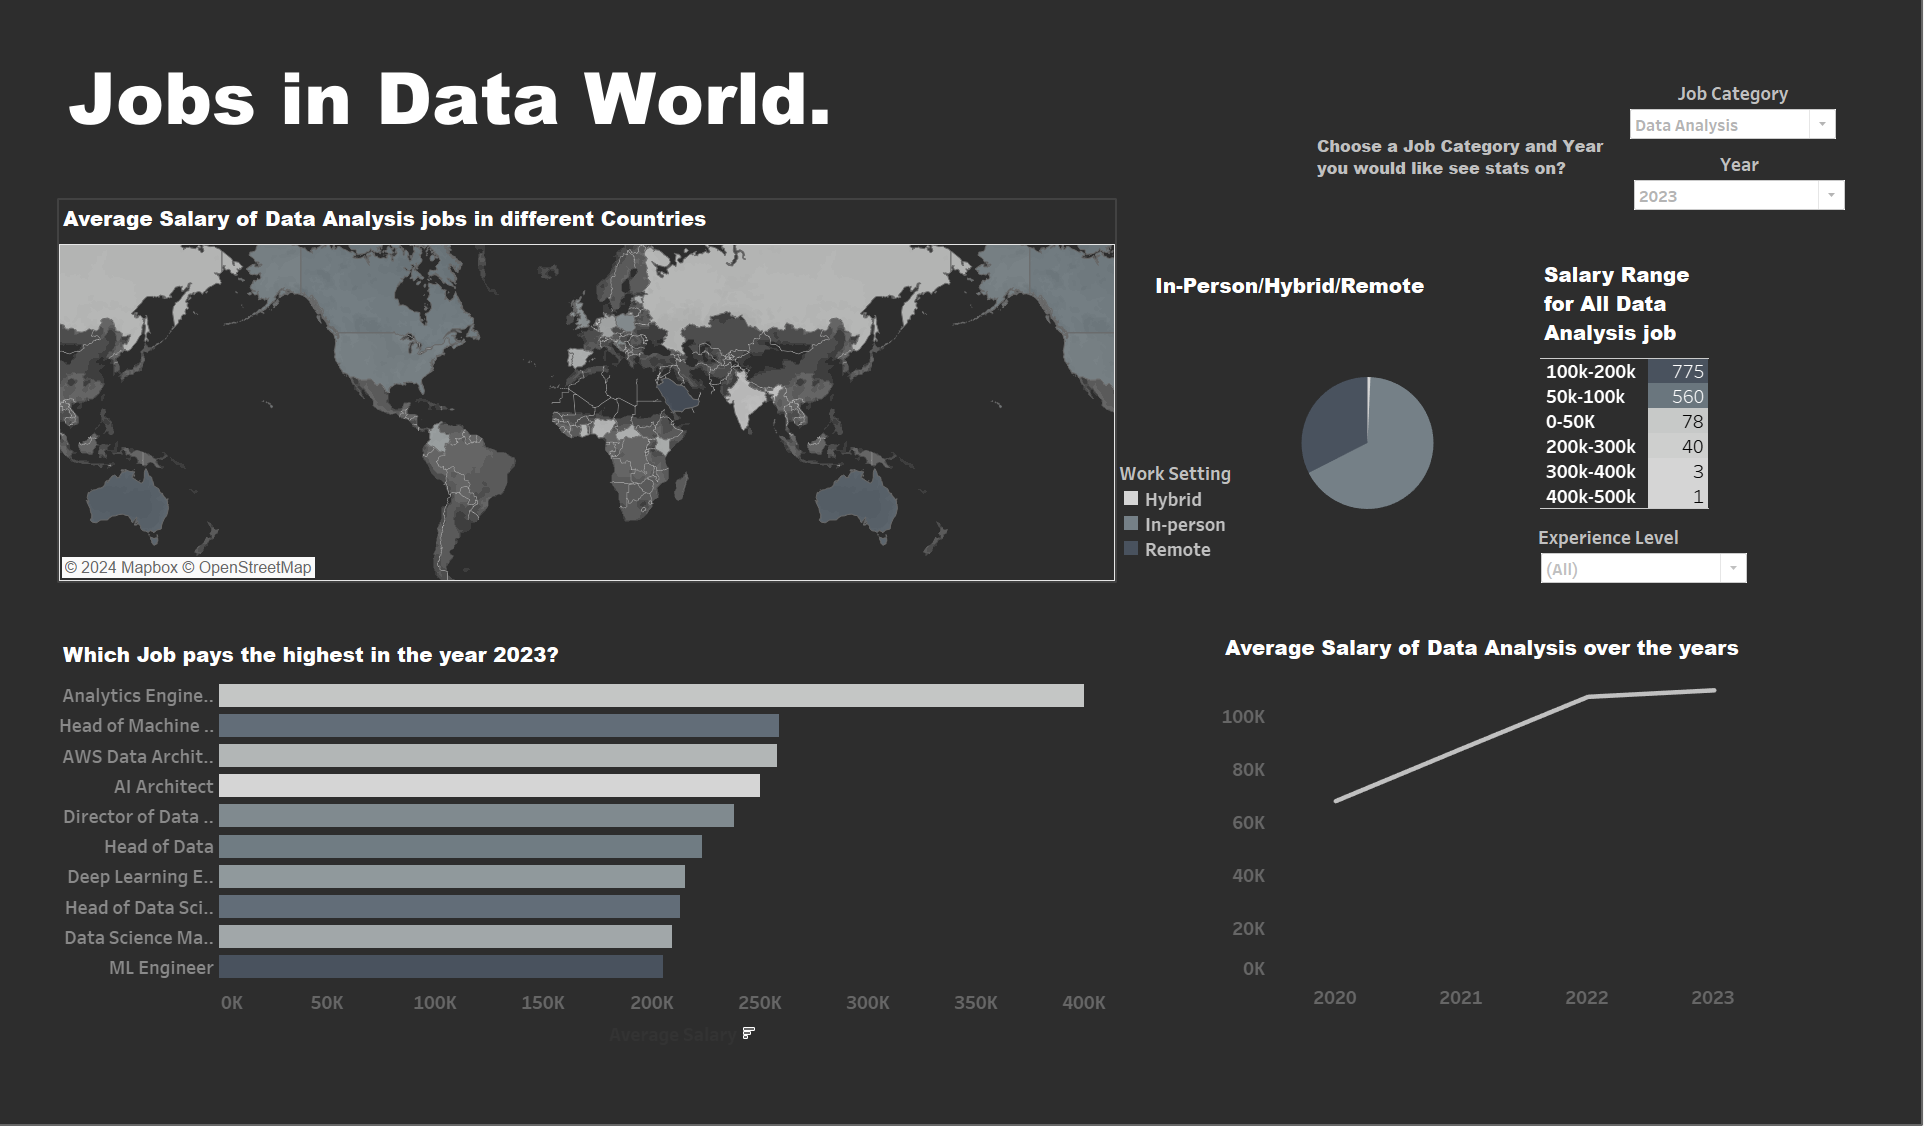 Jobs in Data World.
Job Category
Data Analysis
Choose a Job Category and Year
you would like see stats on?
Year
2023
Average Salary of Data Analysis jobs in different Countries
© 2024 Mapbox © OpenStreetMap
In-Person/Hybrid/Remote
Work Setting
Hybrid
In-person
Remote
Salary Range
for All Data
Analysis job
100k-200k 775
50k-100k 560
0-50K 78
200k-300k 40
300k-400k 3
400k-500k 1
Experience Level
(All)
Which Job pays the highest in the year 2023?
Analytics Engine..
Head of Machine ..
AWS Data Archit..
AI Architect
Director of Data ..
Head of Data
Deep Learning E..
Head of Data Sci..
Data Science Ma..
ML Engineer
0K 50K 100K 150K 200K 250K 300K 350K 400K
Average Salary
Average Salary of Data Analysis over the years
100K
80K
60K
40K
20K
0K
2020 2021 2022 2023